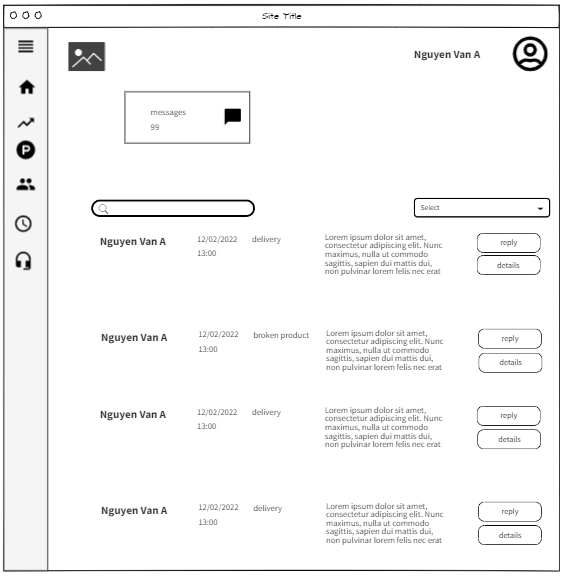 Site Title
Nguyen Van A
messages
99
P
Select
Nguyen Van A
12/02/2022
13:00
delivery
Lorem ipsum dolor sit amet,
consectetur adipiscing elit. Nunc
maximus, nulla ut commodo
sagittis, sapien dui mattis dui,
non pulvinar lorem felis nec erat
reply
details
Nguyen Van A
12/02/2022
13:00
broken product
Lorem ipsum dolor sit amet,
consectetur adipiscing elit. Nunc
maximus, nulla ut commodo
sagittis, sapien dui mattis dui,
non pulvinar lorem felis nec erat
reply
details
Nguyen Van A
12/02/2022
13:00
delivery
Lorem ipsum dolor sit amet,
consectetur adipiscing elit. Nunc
maximus, nulla ut commodo
sagittis, sapien dui mattis dui,
non pulvinar lorem felis nec erat
reply
details
Nguyen Van A
12/02/2022
13:00
delivery
Lorem ipsum dolor sit amet,
consectetur adipiscing elit. Nunc
maximus, nulla ut commodo
sagittis, sapien dui mattis dui,
non pulvinar lorem felis nec erat
reply
details